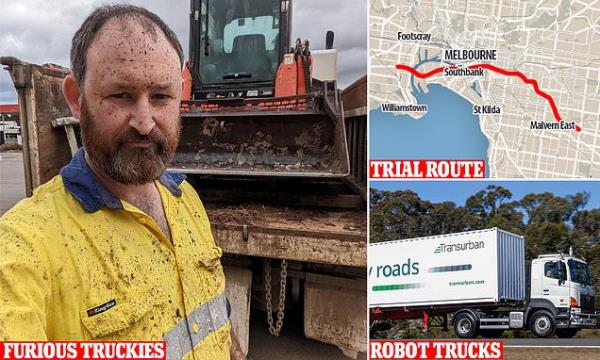 FURIOUS TRUCKIES
Footscray
MELBOURNE
Southbank
Williamstown
St Kilda
Malvern East
TRIAL ROUTE
Transurban
y roads
transurban.com
ROBOT TRUCKS